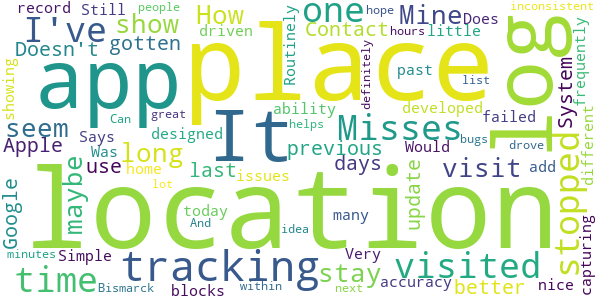 record Still people I've show How one Mine Does hope inconsistent
Doesn't gotten driven Routinely Contact little hours
showing app place past definitely list log frequently
seem It ability developed System different
Apple Says designed great helps Misses failed
Google maybe Was long Can previous Would bugs drove stopped
use last issues days visit add
home lot location
today many update
time And idea accuracy better capturing
minutes Simple tracking stay Very visited nice
Bismarck blocks within next